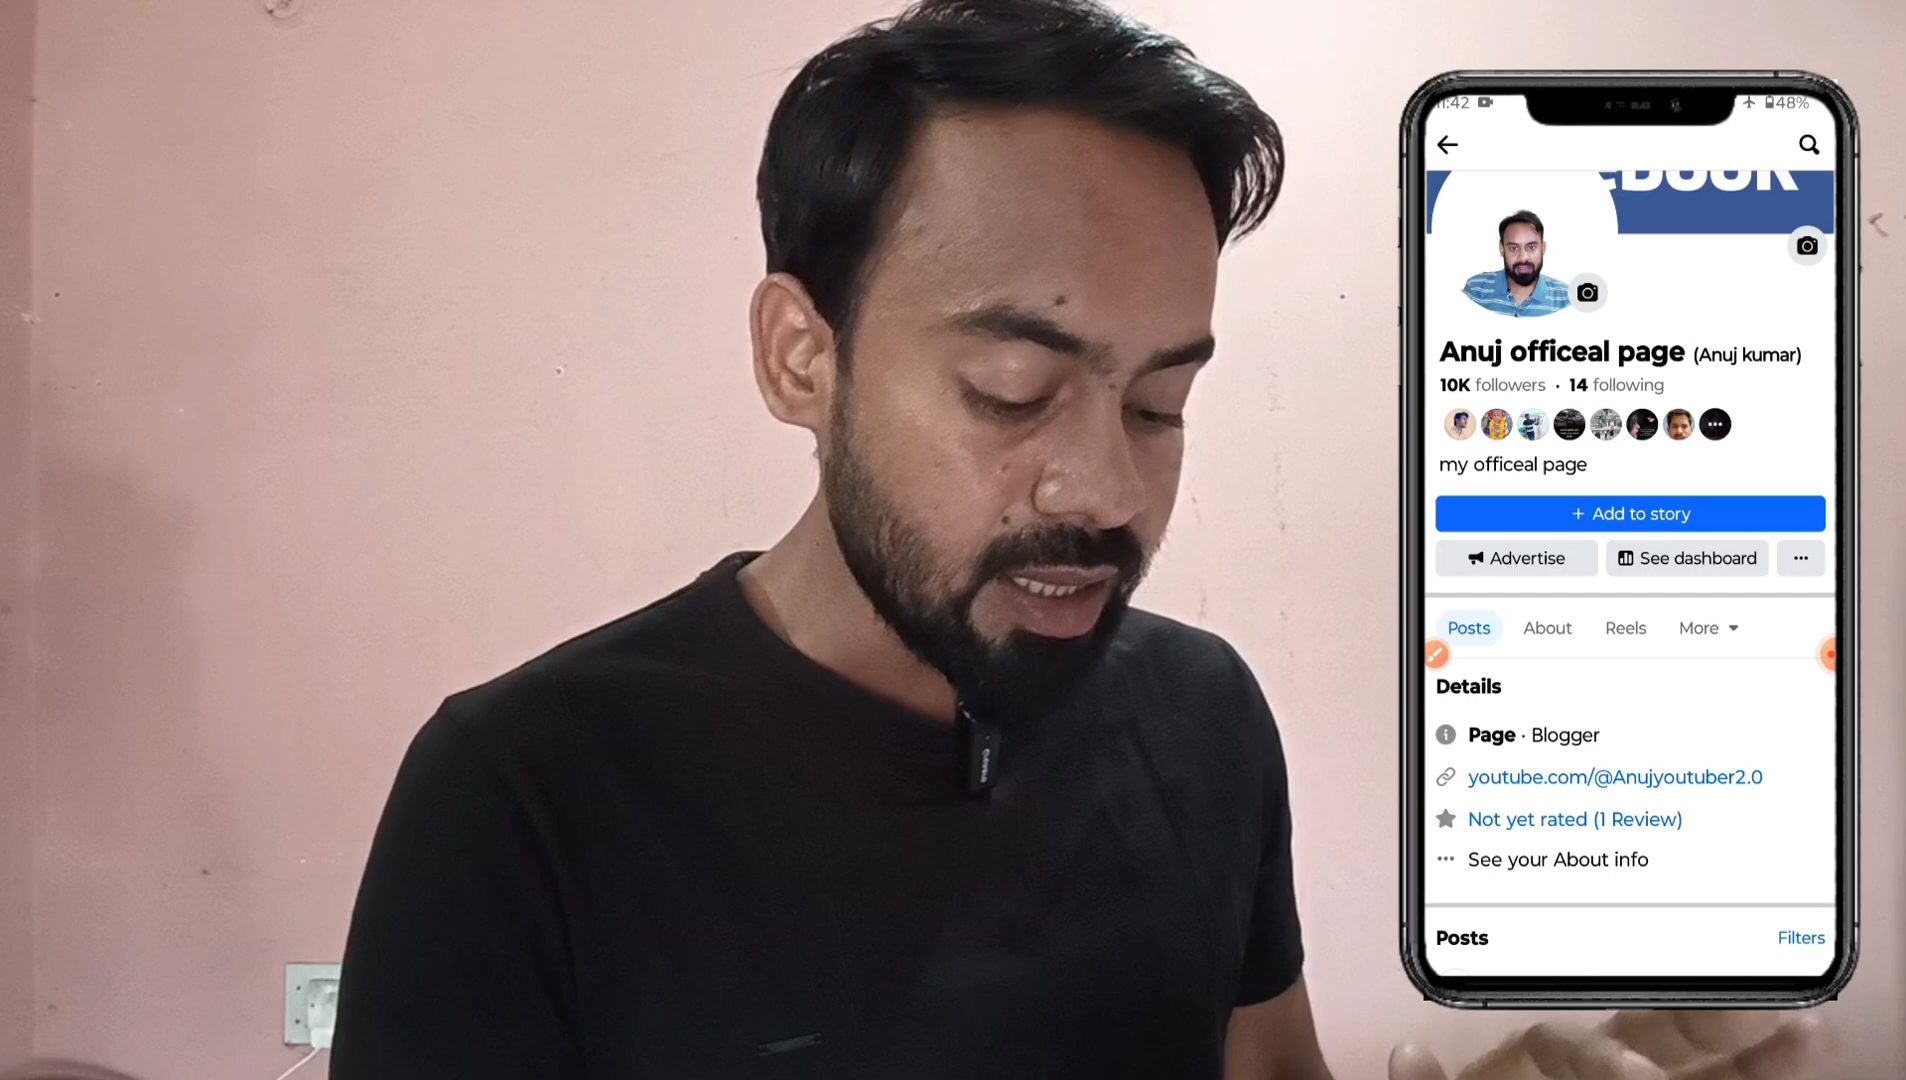 48%
Anuj officeal page (Anuj kumar)
10K followers · 14 following
my officeal page
+ Add to story
Advertise
See dashboard
Posts
About
Reels
More
Details
Page · Blogger
youtube.com/@Anujyoutuber2.0
Not yet rated (1 Review)
See your About info
Posts
Filters